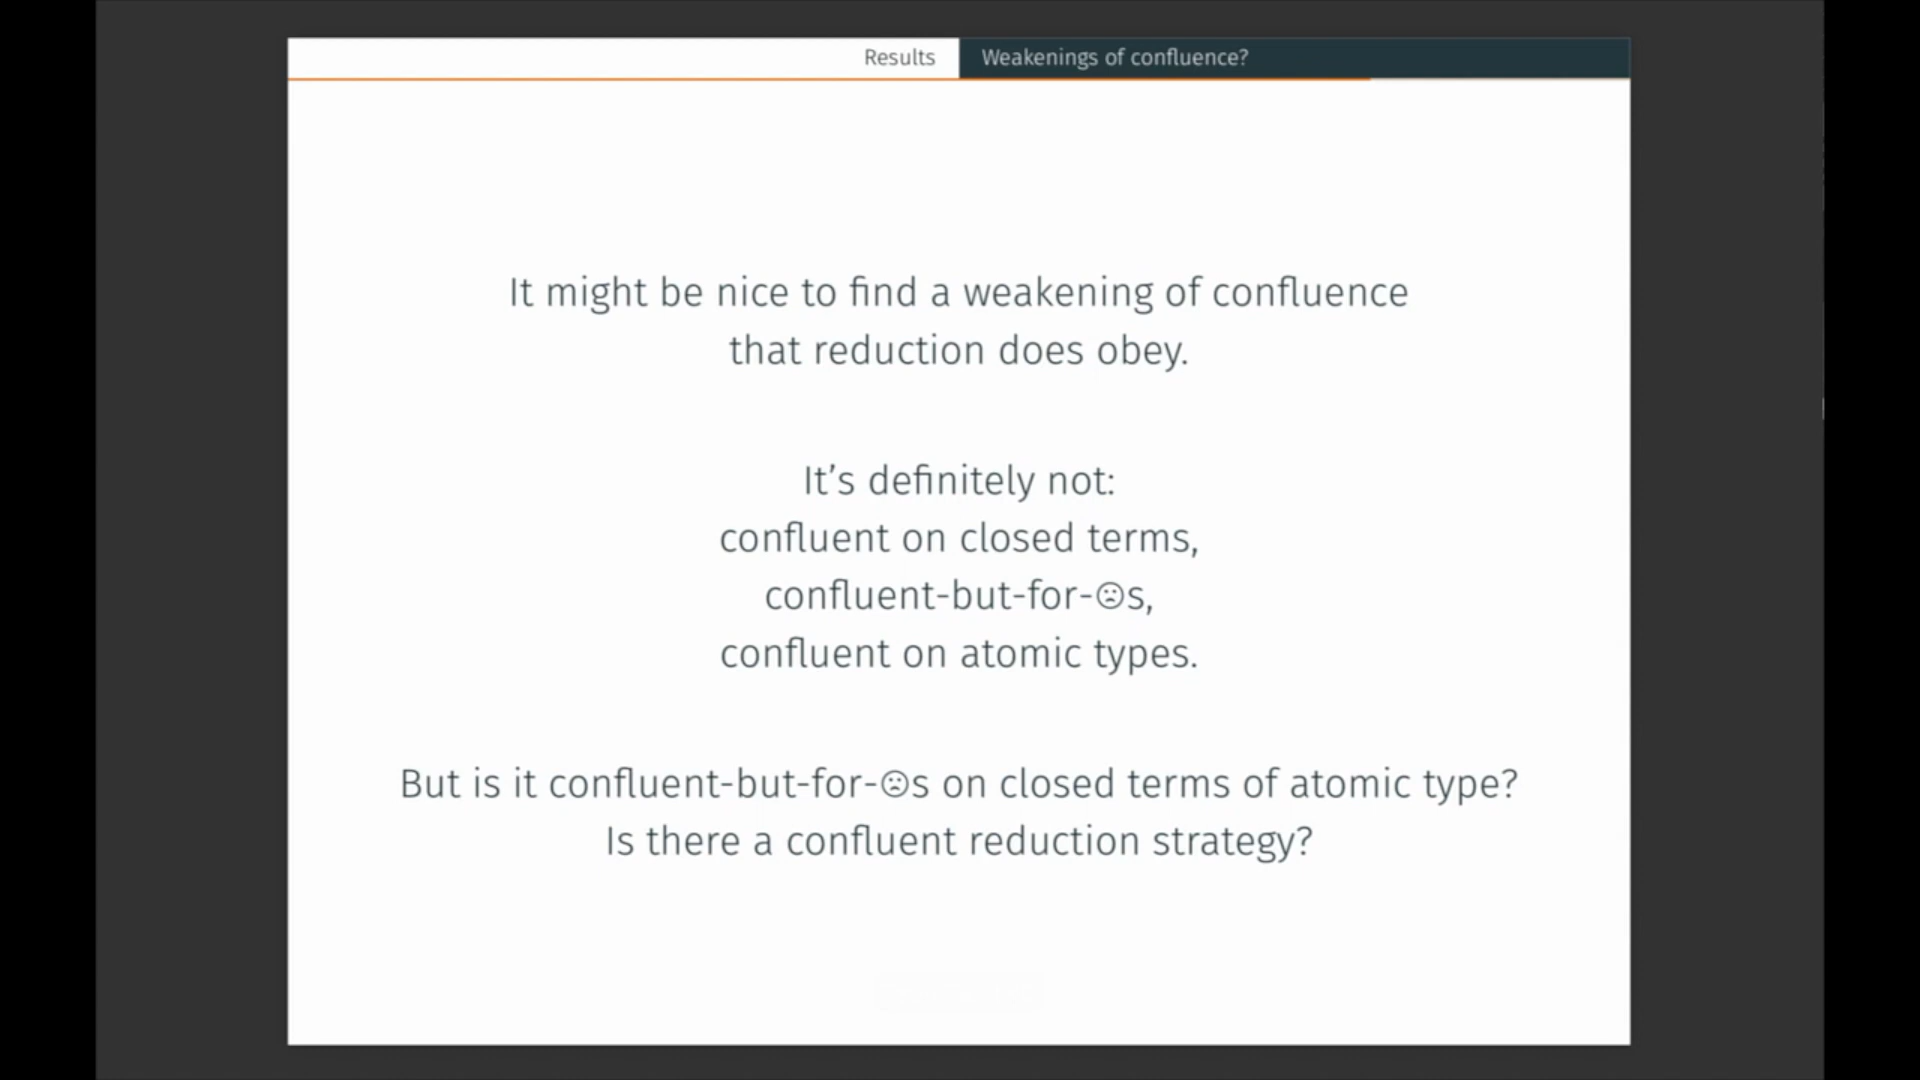 Results
Weakenings of confluence?
It might be nice to find a weakening of confluence
that reduction does obey.
It’s definitely not:
confluent on closed terms,
confluent-but-for-☹s,
confluent on atomic types.
But is it confluent-but-for-☹s on closed terms of atomic type?
Is there a confluent reduction strategy?